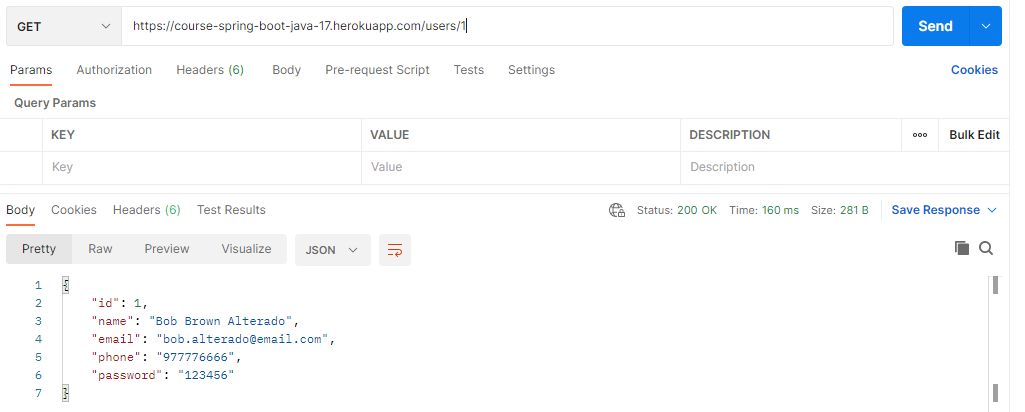 GET https://course-spring-boot-java-17.herokuapp.com/users/1 Send
Params Authorization Headers (6) Body Pre-request Script Tests Settings Cookies
Query Params
KEY VALUE DESCRIPTION ooo Bulk Edit
Key Value Description
Body Cookies Headers (6) Test Results Status: 200 OK Time: 160 ms Size: 281 B Save Response
Pretty Raw Preview Visualize JSON
1 {
2 "id": 1,
3 "name": "Bob Brown Alterado",
4 "email": "bob.alterado@email.com",
5 "phone": "977776666",
6 "password": "123456"
7 }